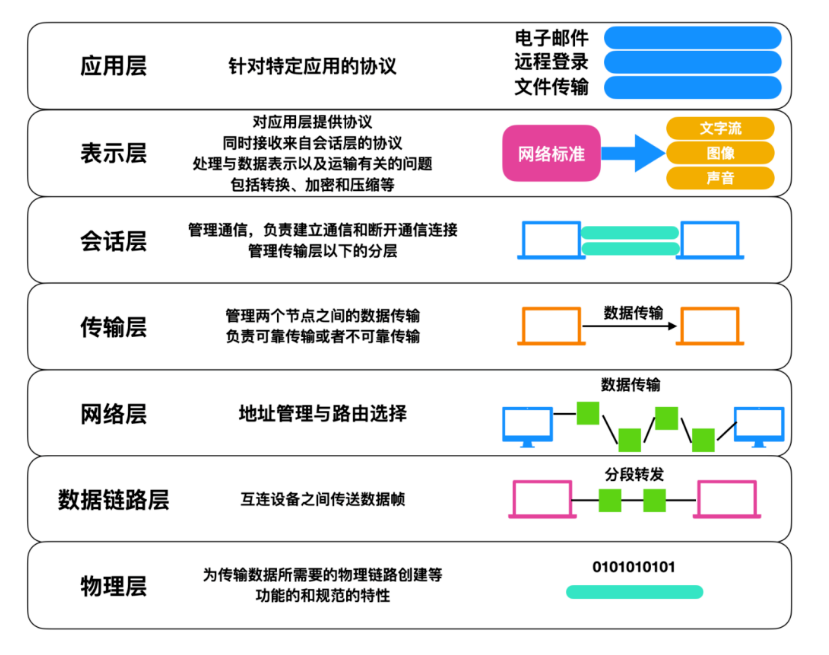 应用层
针对特定应用的协议
电子邮件
远程登录
文件传输
表示层
对应用层提供协议
同时接收来自会话层的协议
处理与数据表示以及运输有关的问题
包括转换、加密和压缩等
网络标准
文字流
图像
声音
会话层
管理通信，负责建立通信和断开通信连接
管理传输层以下的分层
传输层
管理两个节点之间的数据传输
负责可靠传输或者不可靠传输
数据传输
网络层
地址管理与路由选择
数据传输
数据链路层
互连设备之间传送数据帧
分段转发
物理层
为传输数据所需要的物理链路创建等
功能的和规范的特性
0101010101